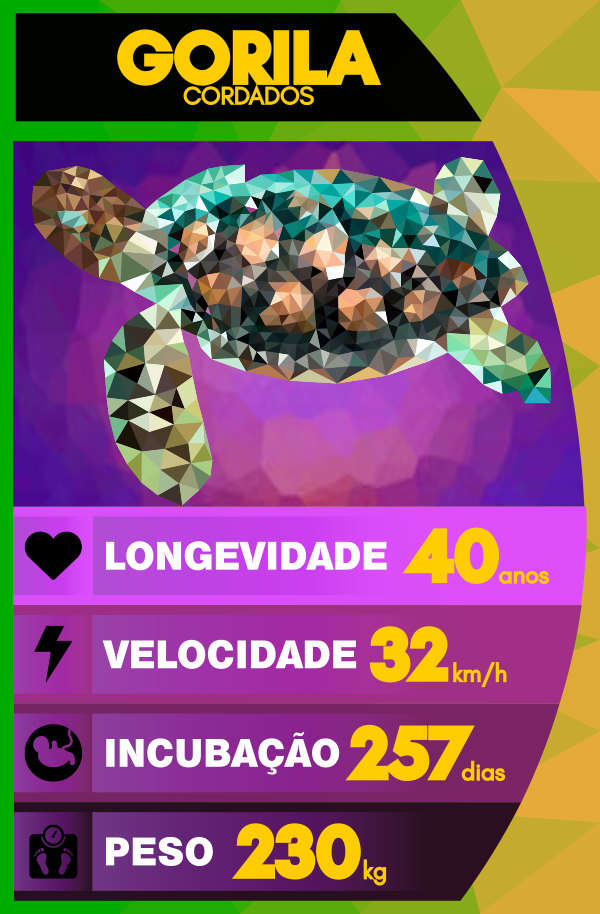 GORILA
CORDADOS
LONGEVIDADE 40 anos
VELOCIDADE 32 km/h
INCUBAÇÃO 257 dias
PESO 230 kg